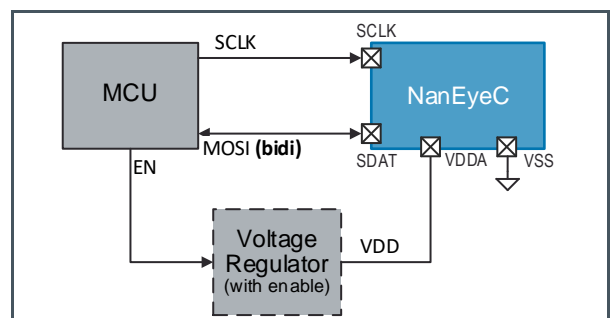 SCLK
SCLK
MCU
NanEyeC
MOSI (bidi)
SDAT
VDDA
VSS
EN
Voltage
Regulator
(with enable)
VDD